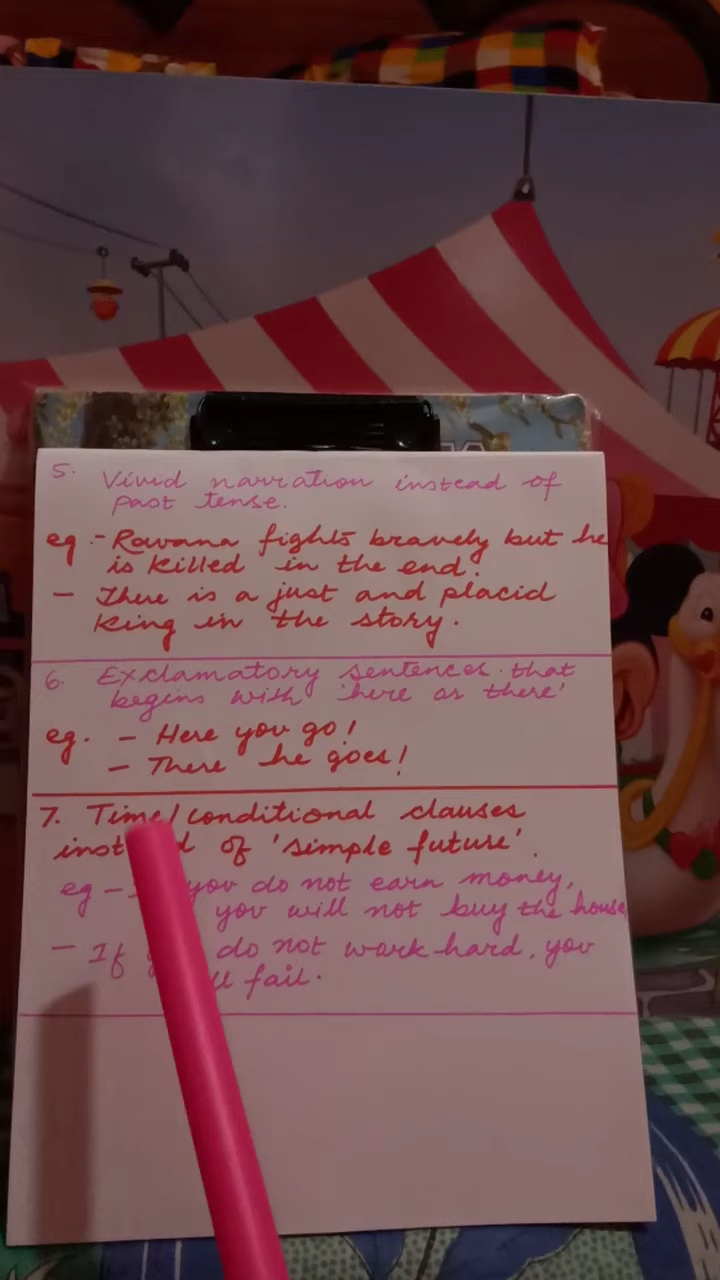 5. Vivid narration instead of
past tense.
eg - Ravana fights bravely but he
is killed in the end.
- There is a just and placid
king in the story.
6. Exclamatory sentences that
begins with 'here or there'
eg. - Here you go!
- There he goes!
7. Time/conditional clauses
of 'simple future'.
eg - you do not earn money,
you will not buy the house
- If do not work hard, you
fail.